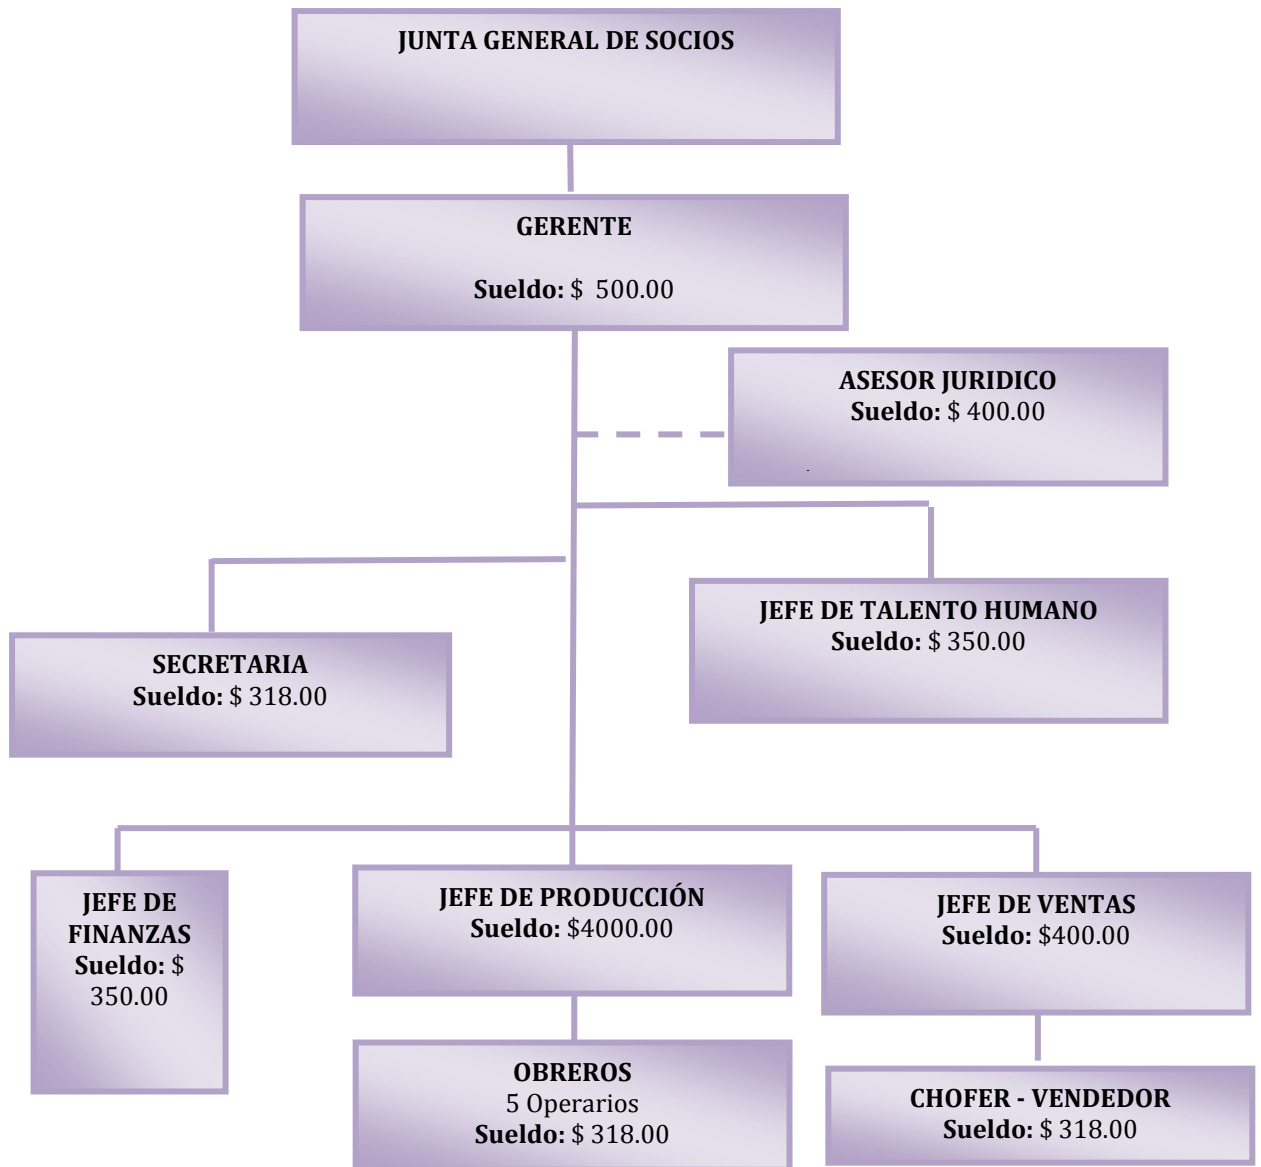 JUNTA GENERAL DE SOCIOS
GERENTE
Sueldo: $ 500.00
ASESOR JURIDICO
Sueldo: $ 400.00
.
JEFE DE TALENTO HUMANO
Sueldo: $ 350.00
SECRETARIA
Sueldo: $ 318.00
JEFE DE
FINANZAS
Sueldo: $
350.00
JEFE DE PRODUCCIÓN
Sueldo: $4000.00
JEFE DE VENTAS
Sueldo: $400.00
OBREROS
5 Operarios
Sueldo: $ 318.00
CHOFER - VENDEDOR
Sueldo: $ 318.00